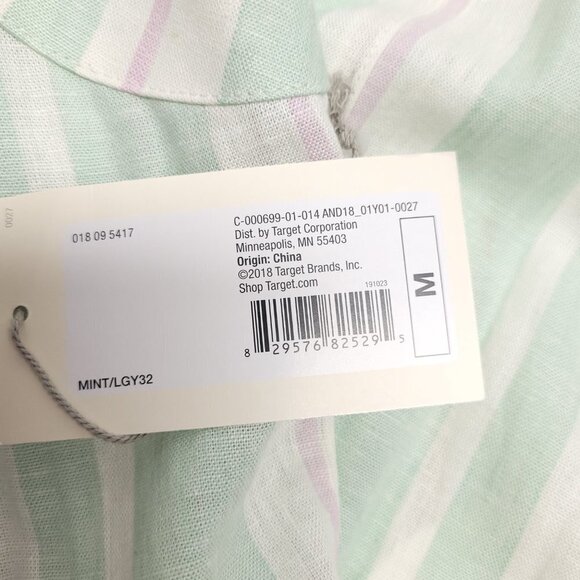 0027
018 09 5417
C-000699-01-014 AND18_01Y01-0027
Dist. by Target Corporation
Minneapolis, MN 55403
Origin: China
©2018 Target Brands, Inc.
Shop Target.com
191023
8 29576 82529 5
M
MINT/LGY32